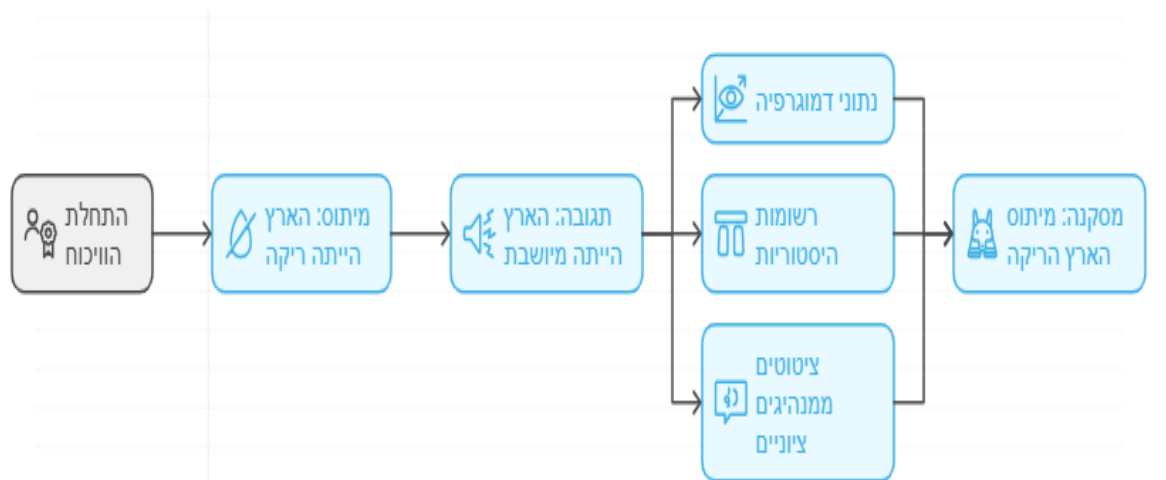 התחלת
הוויכוח
מיתוס: הארץ
הייתה ריקה
תגובה: הארץ
הייתה מיושבת
נתוני דמוגרפיה
רשומות
היסטוריות
ציטוטים
ממנהיגים
ציוניים
מסקנה: מיתוס
הארץ הריקה